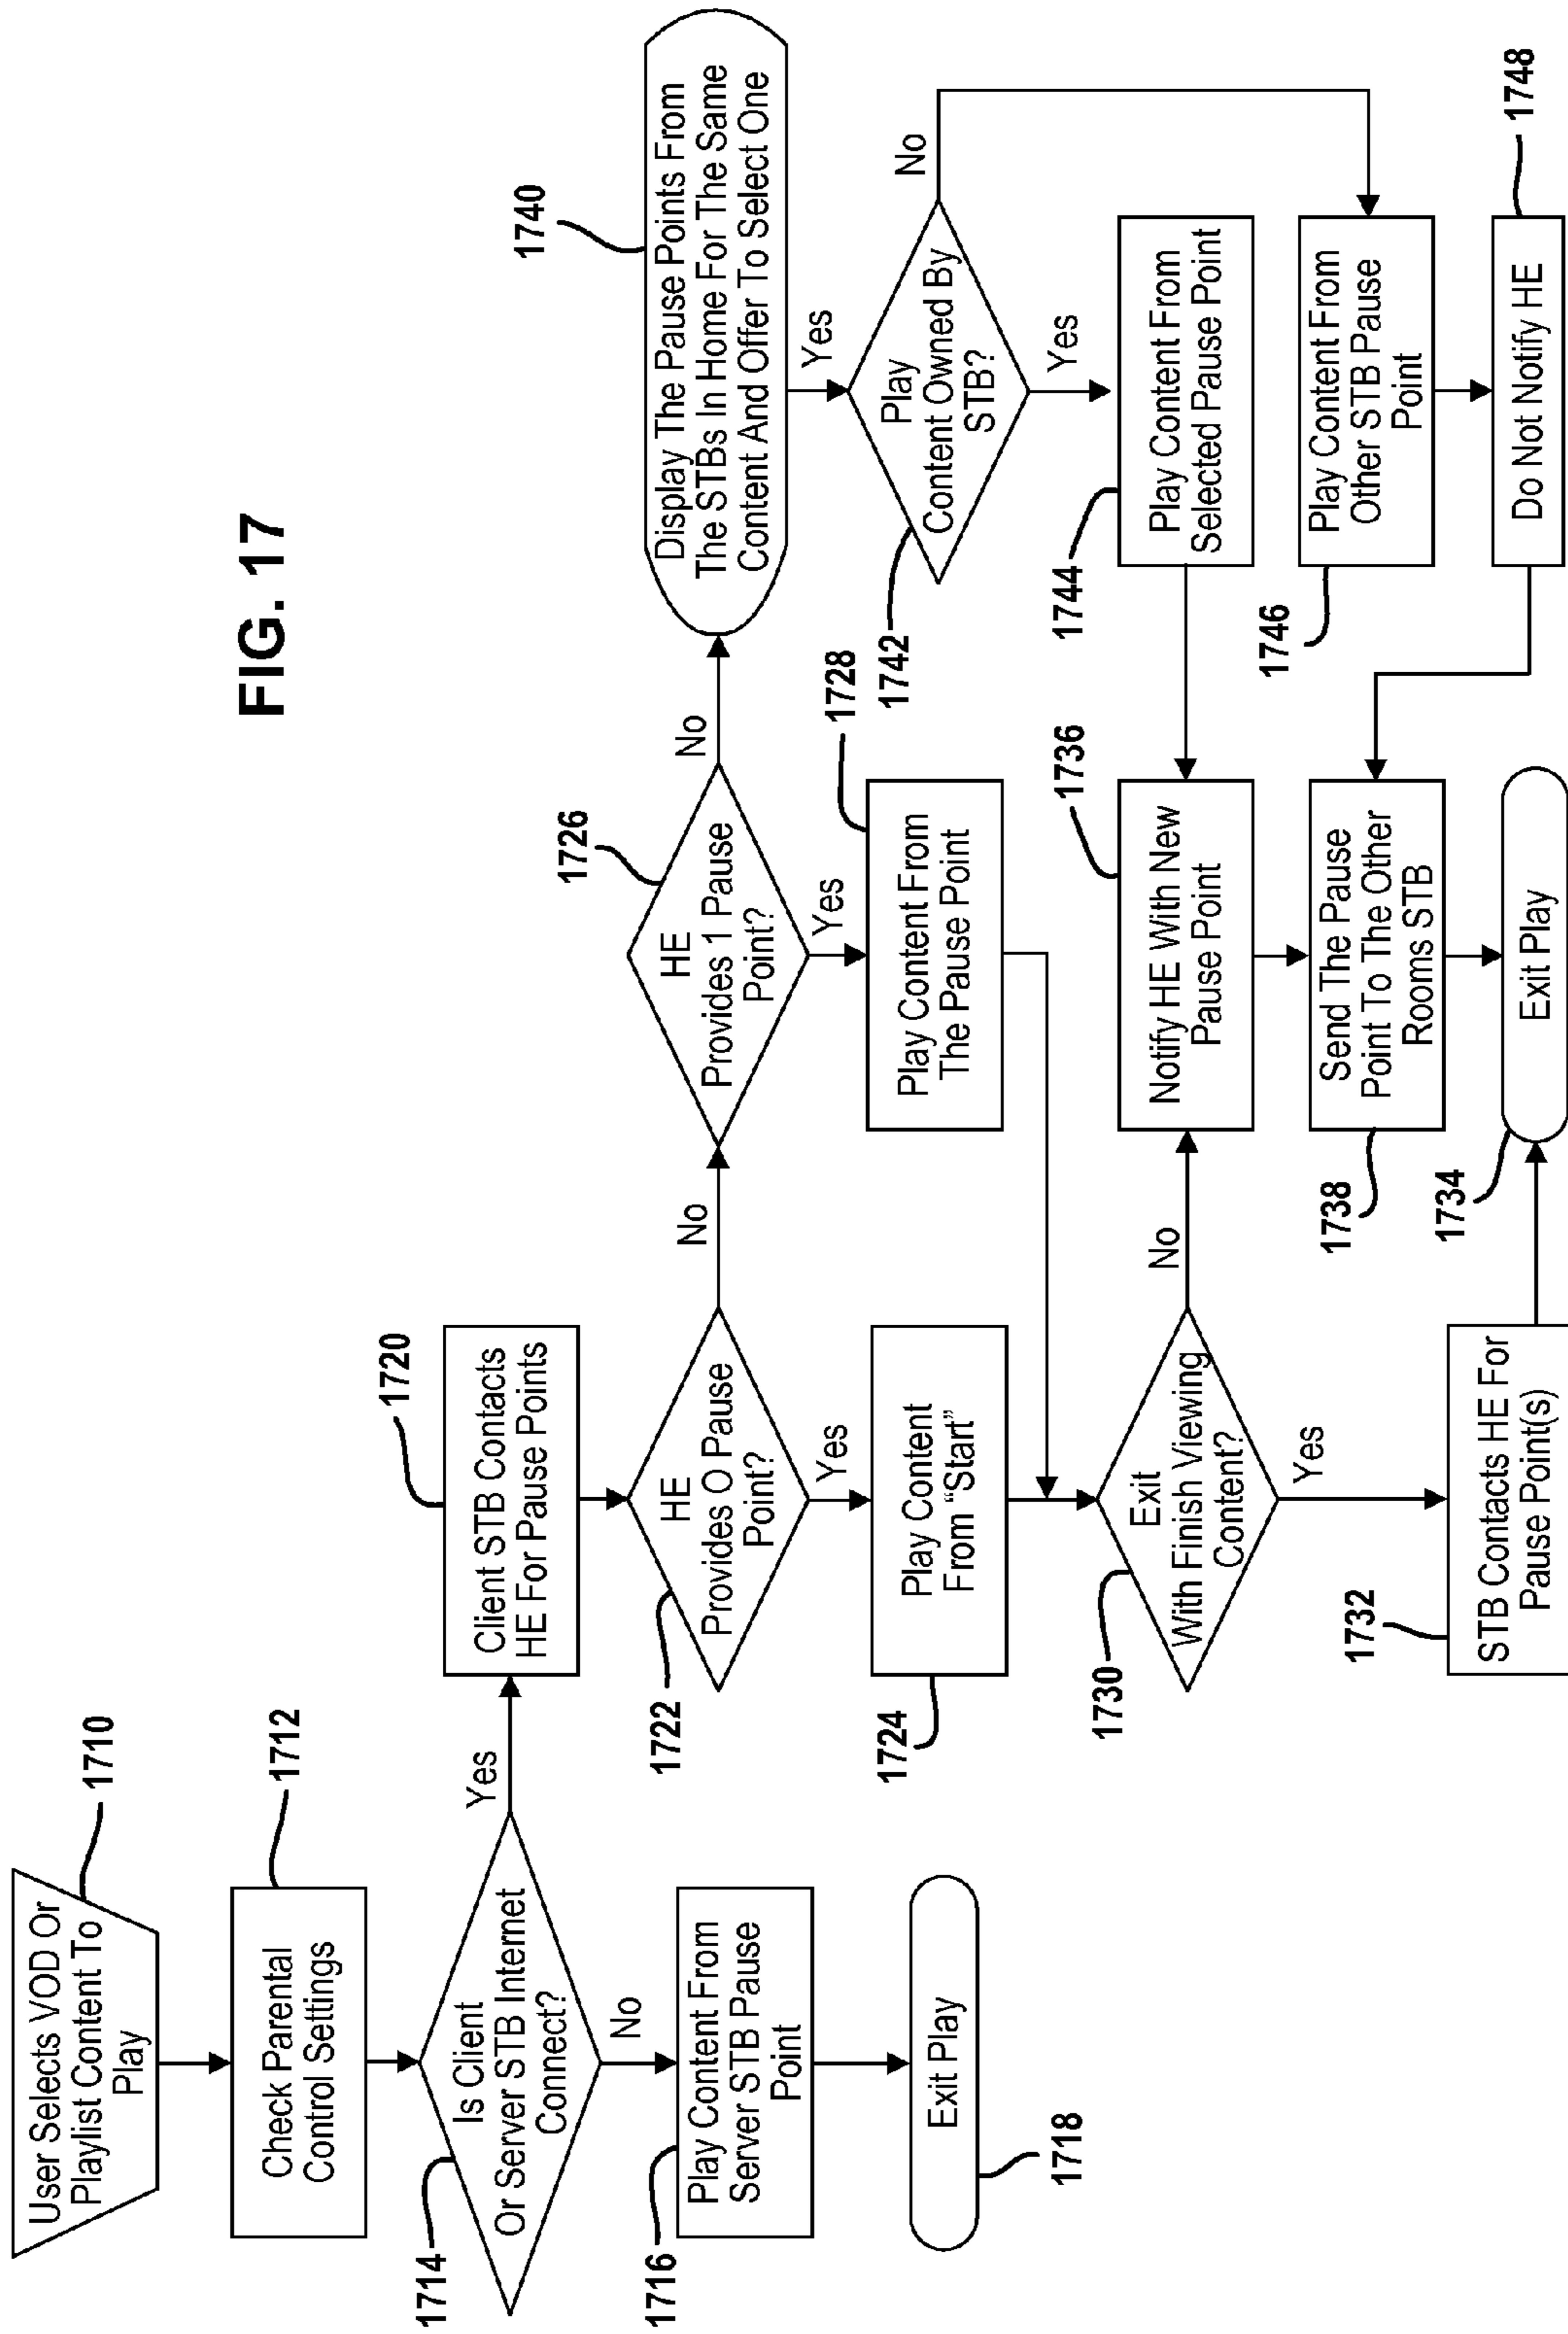 FIG. 17
User Selects VOD Or
Playlist Content To
Play
1710
Check Parental
Control Settings
1712
Is Client
Or Server STB Internet
Connect?
1714
Yes
No
Play Content From
Server STB Pause
Point
1716
Exit Play
1718
Client STB Contacts
HE For Pause Points
1720
HE
Provides O Pause
Point?
1722
No
Yes
Play Content
From "Start"
1724
HE
Provides 1 Pause
Point?
1726
No
Yes
Play Content From
The Pause Point
1728
Exit
With Finish Viewing
Content?
1730
No
Yes
STB Contacts HE For
Pause Point(s)
1732
Exit Play
1734
Notify HE With New
Pause Point
1736
Send The Pause
Point To The Other
Rooms STB
1738
Display The Pause Points From
The STBs In Home For The Same
Content And Offer To Select One
1740
Yes
Play
Content Owned By
STB?
1742
No
Yes
Play Content From
Selected Pause Point
1744
Play Content From
Other STB Pause
Point
1746
Do Not Notify HE
1748